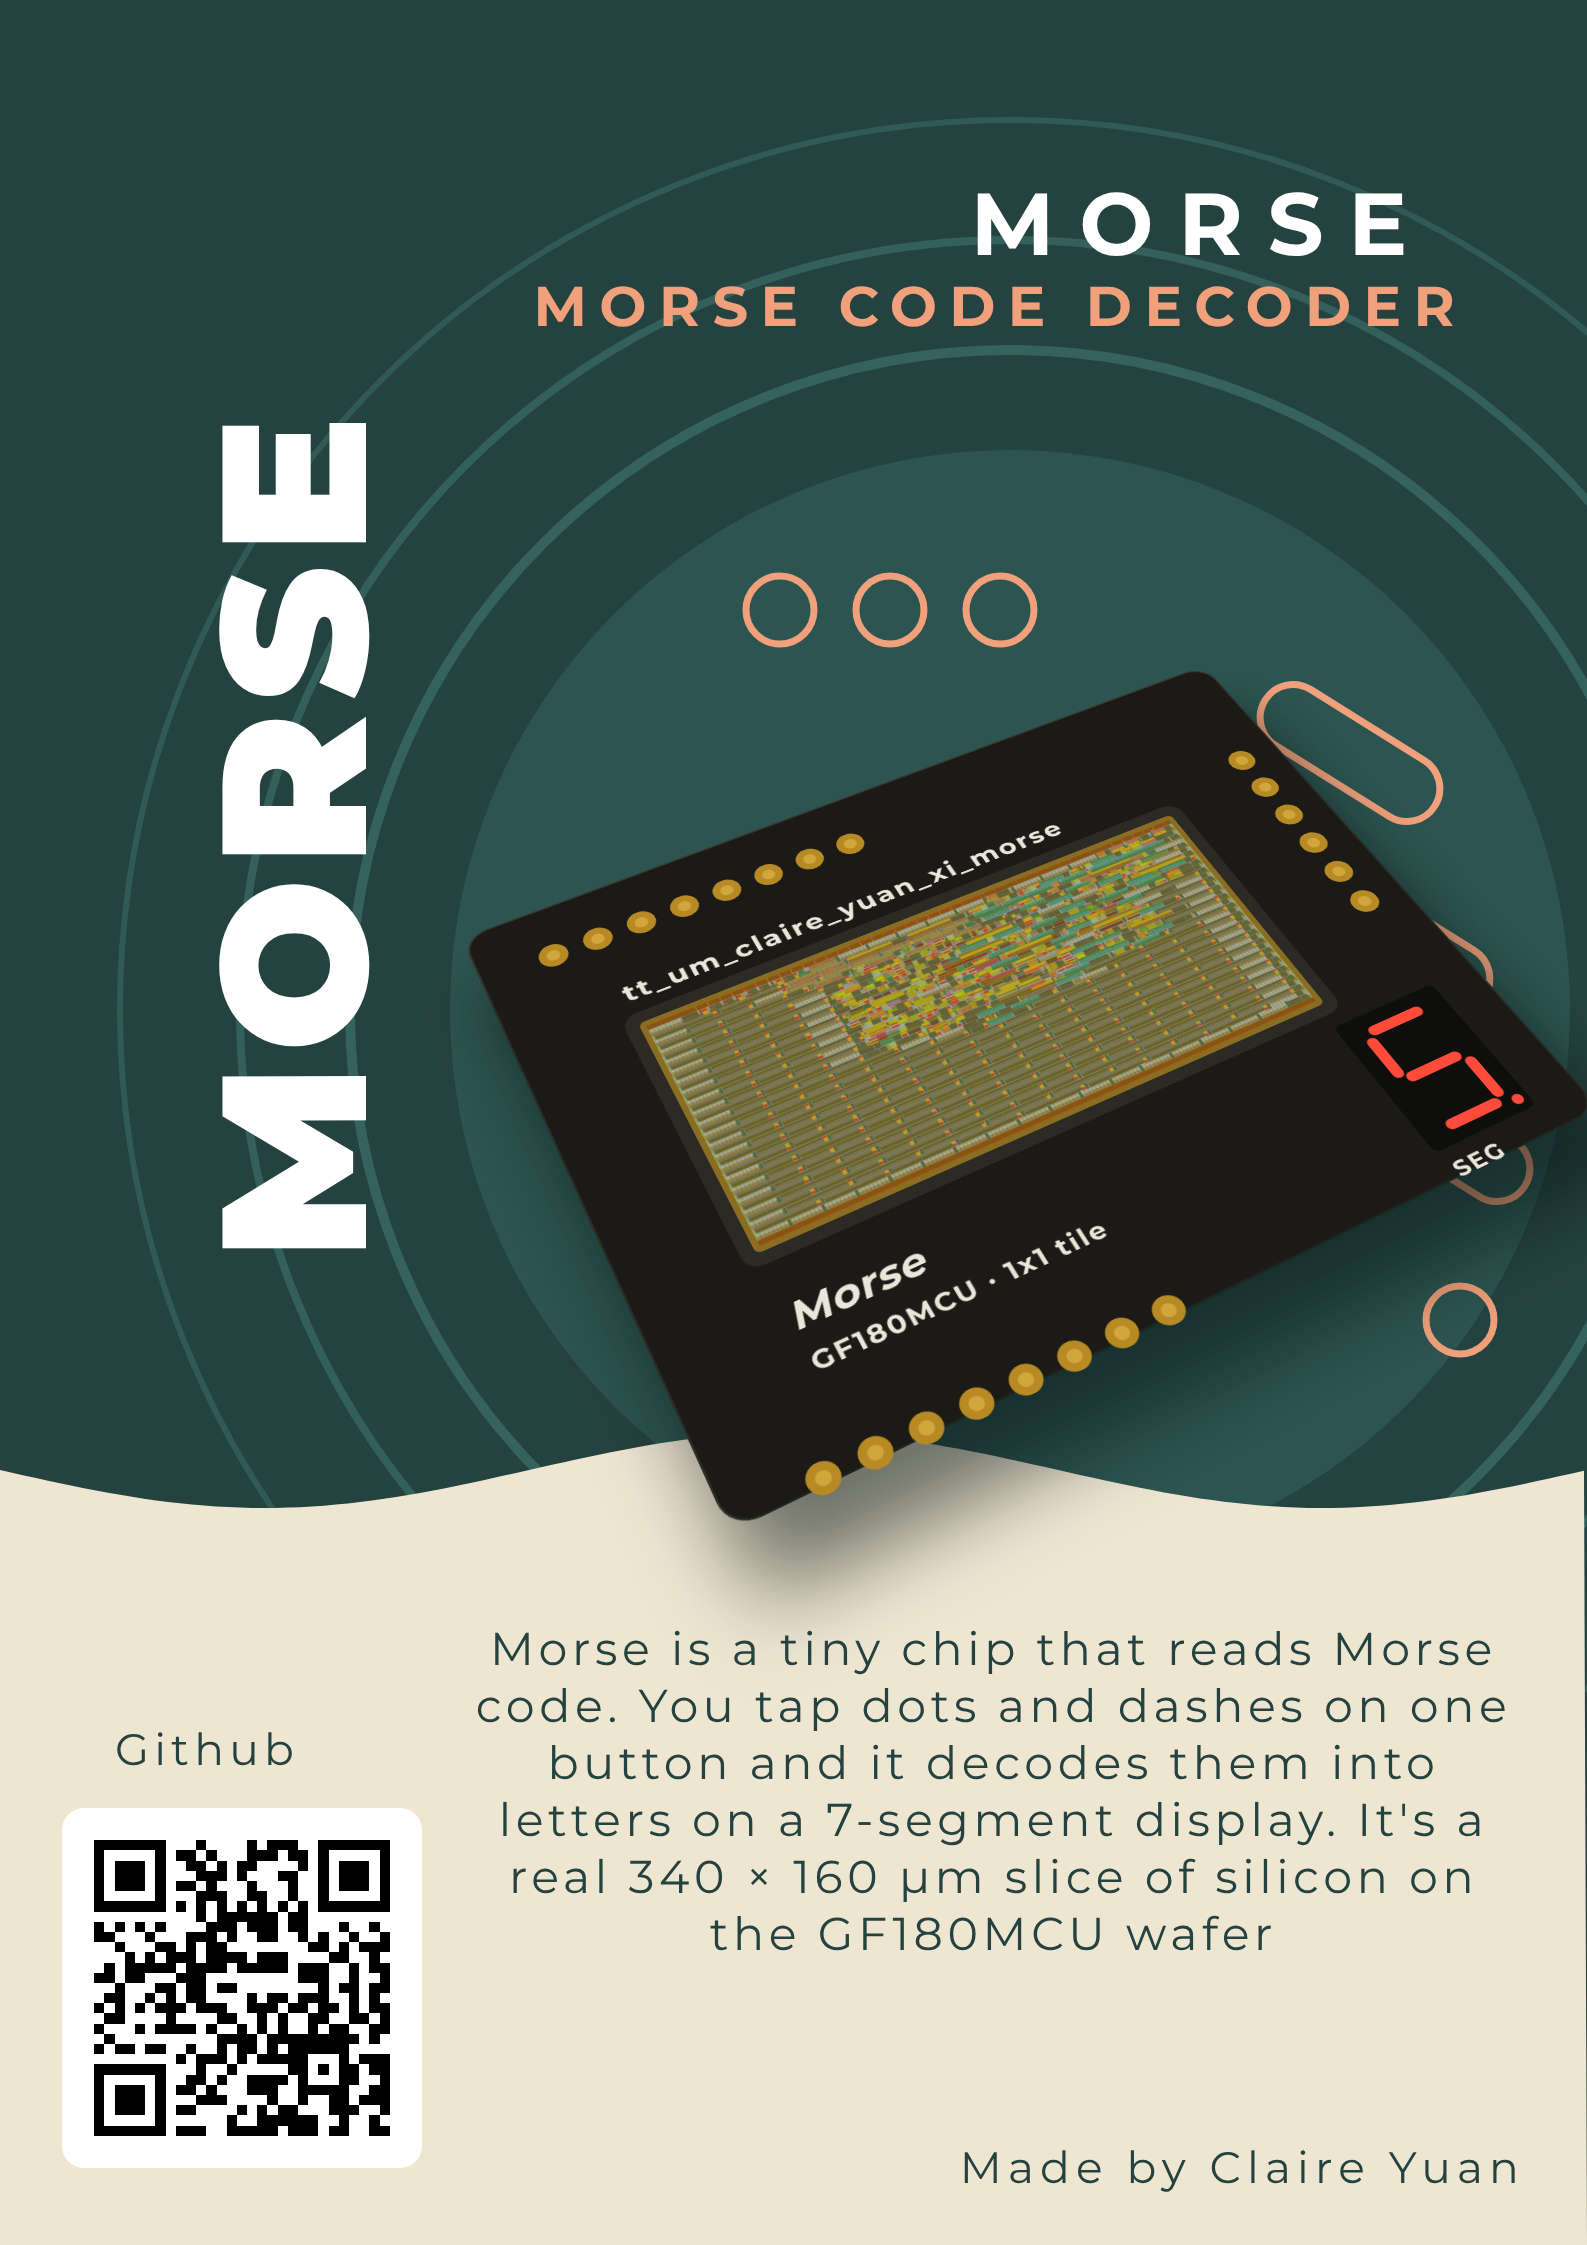 MORSE
MORSE CODE DECODER
MORSE
tt_um_claire_yuan_xi_morse
5.
SEG
Morse
GF180MCU · 1x1 tile
Morse is a tiny chip that reads Morse
code. You tap dots and dashes on one
button and it decodes them into
letters on a 7-segment display. It's a
real 340 × 160 µm slice of silicon on
the GF180MCU wafer
Github
Made by Claire Yuan